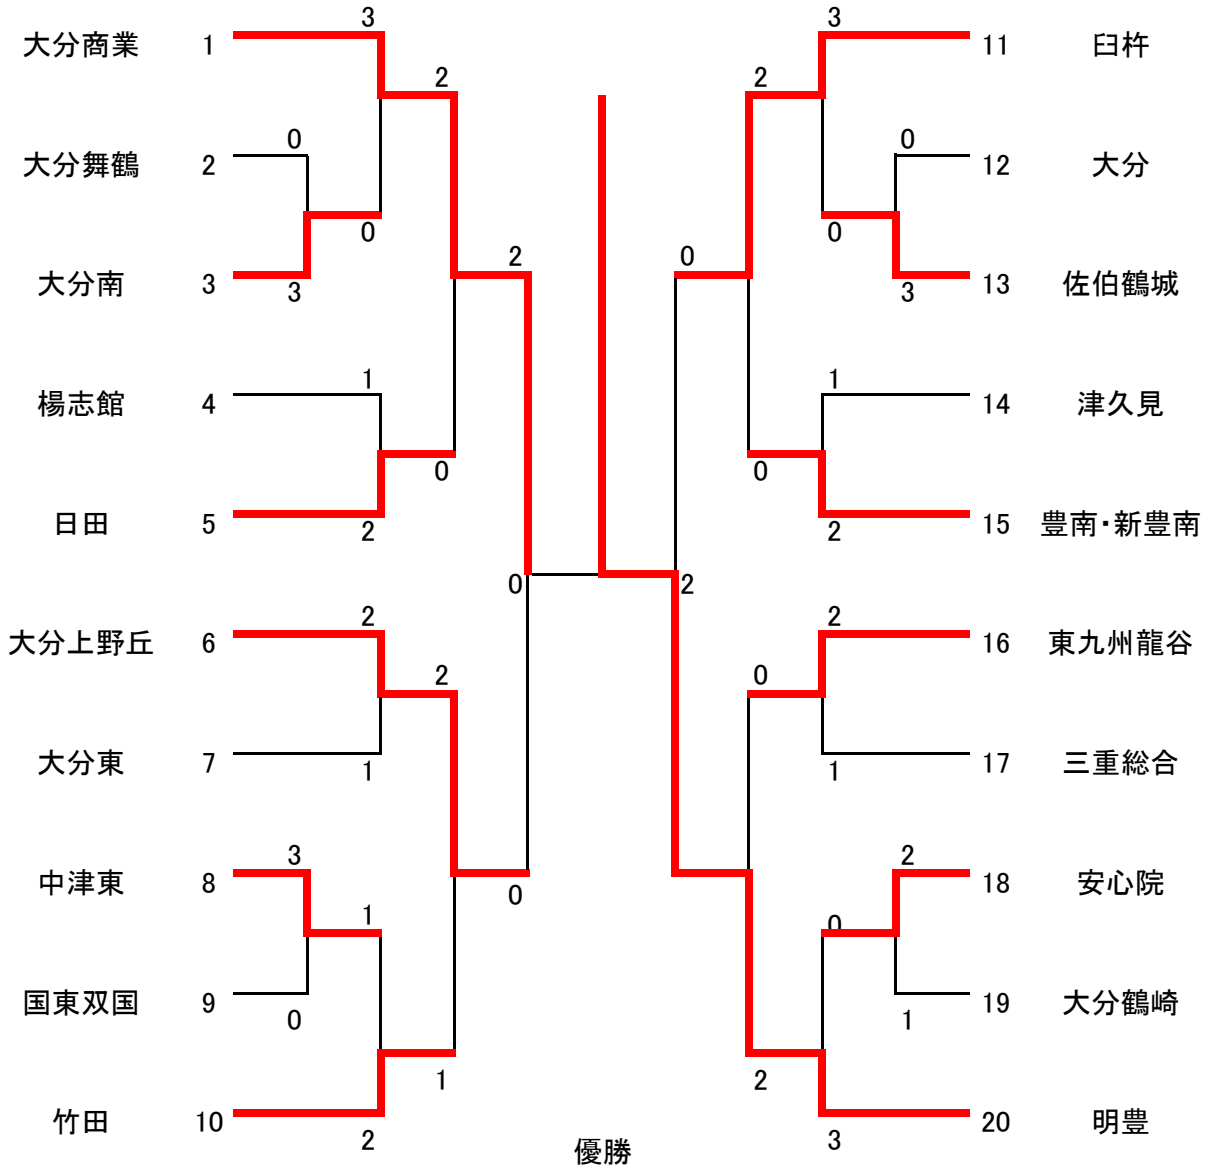 3 3
大分商業 1 11 臼杵
2 2
0 0
大分舞鶴 2 12 大分
0 0
2 0
大分南 3 3 3 13 佐伯鶴城
1 1
楊志館 4 14 津久見
0 0
日田 5 2 2 15 豊南・新豊南
0 2
2 2
大分上野丘 6 16 東九州龍谷
2 0
大分東 7 1 1 17 三重総合
3 2
中津東 8 18 安心院
0
1 0
国東双国 9 19 大分鶴崎
0 1
1 2
竹田 10 20 明豊
2 3
優勝